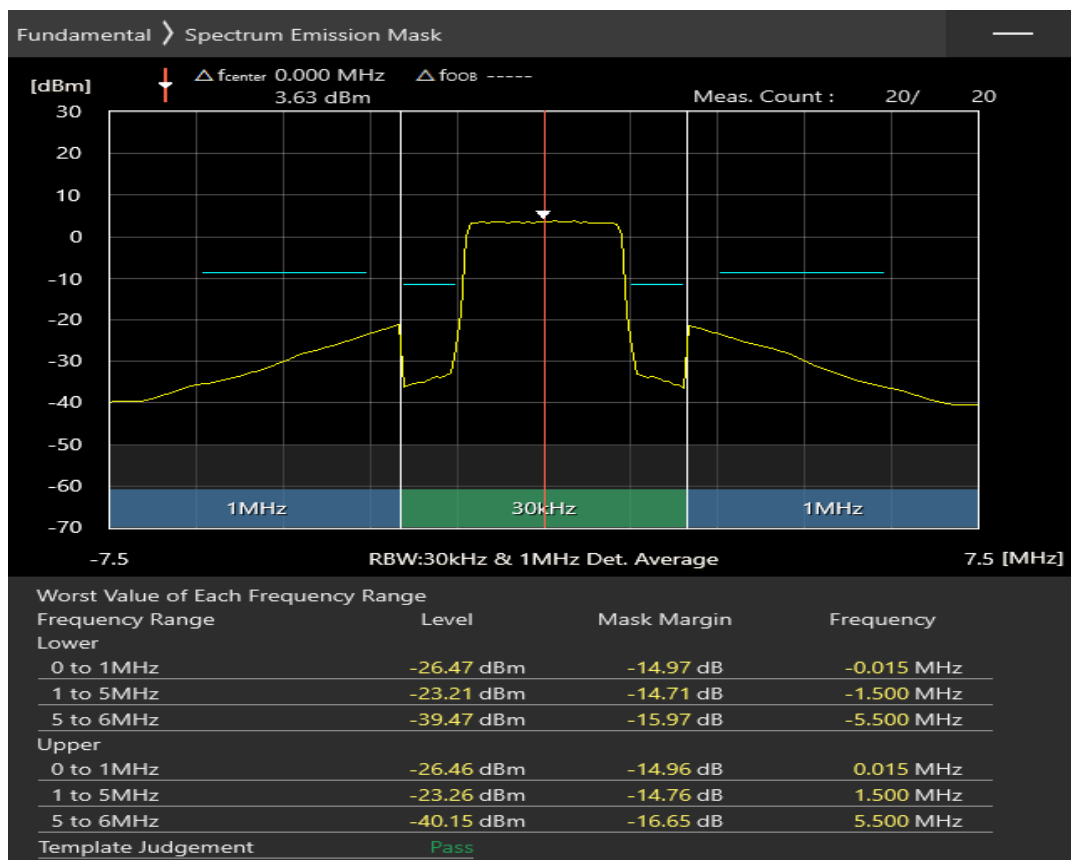 Fundamental ❯ Spectrum Emission Mask
△ fcenter 0.000 MHz △ fOOB -----
[dBm] 3.63 dBm Meas. Count : 20/ 20
30
20
10
0
-10
-20
-30
-40
-50
-60
1MHz 30kHz 1MHz
-70
-7.5 RBW:30kHz & 1MHz Det. Average 7.5 [MHz]
Worst Value of Each Frequency Range
Frequency Range Level Mask Margin Frequency
Lower
0 to 1MHz -26.47 dBm -14.97 dB -0.015 MHz
1 to 5MHz -23.21 dBm -14.71 dB -1.500 MHz
5 to 6MHz -39.47 dBm -15.97 dB -5.500 MHz
Upper
0 to 1MHz -26.46 dBm -14.96 dB 0.015 MHz
1 to 5MHz -23.26 dBm -14.76 dB 1.500 MHz
5 to 6MHz -40.15 dBm -16.65 dB 5.500 MHz
Template Judgement Pass